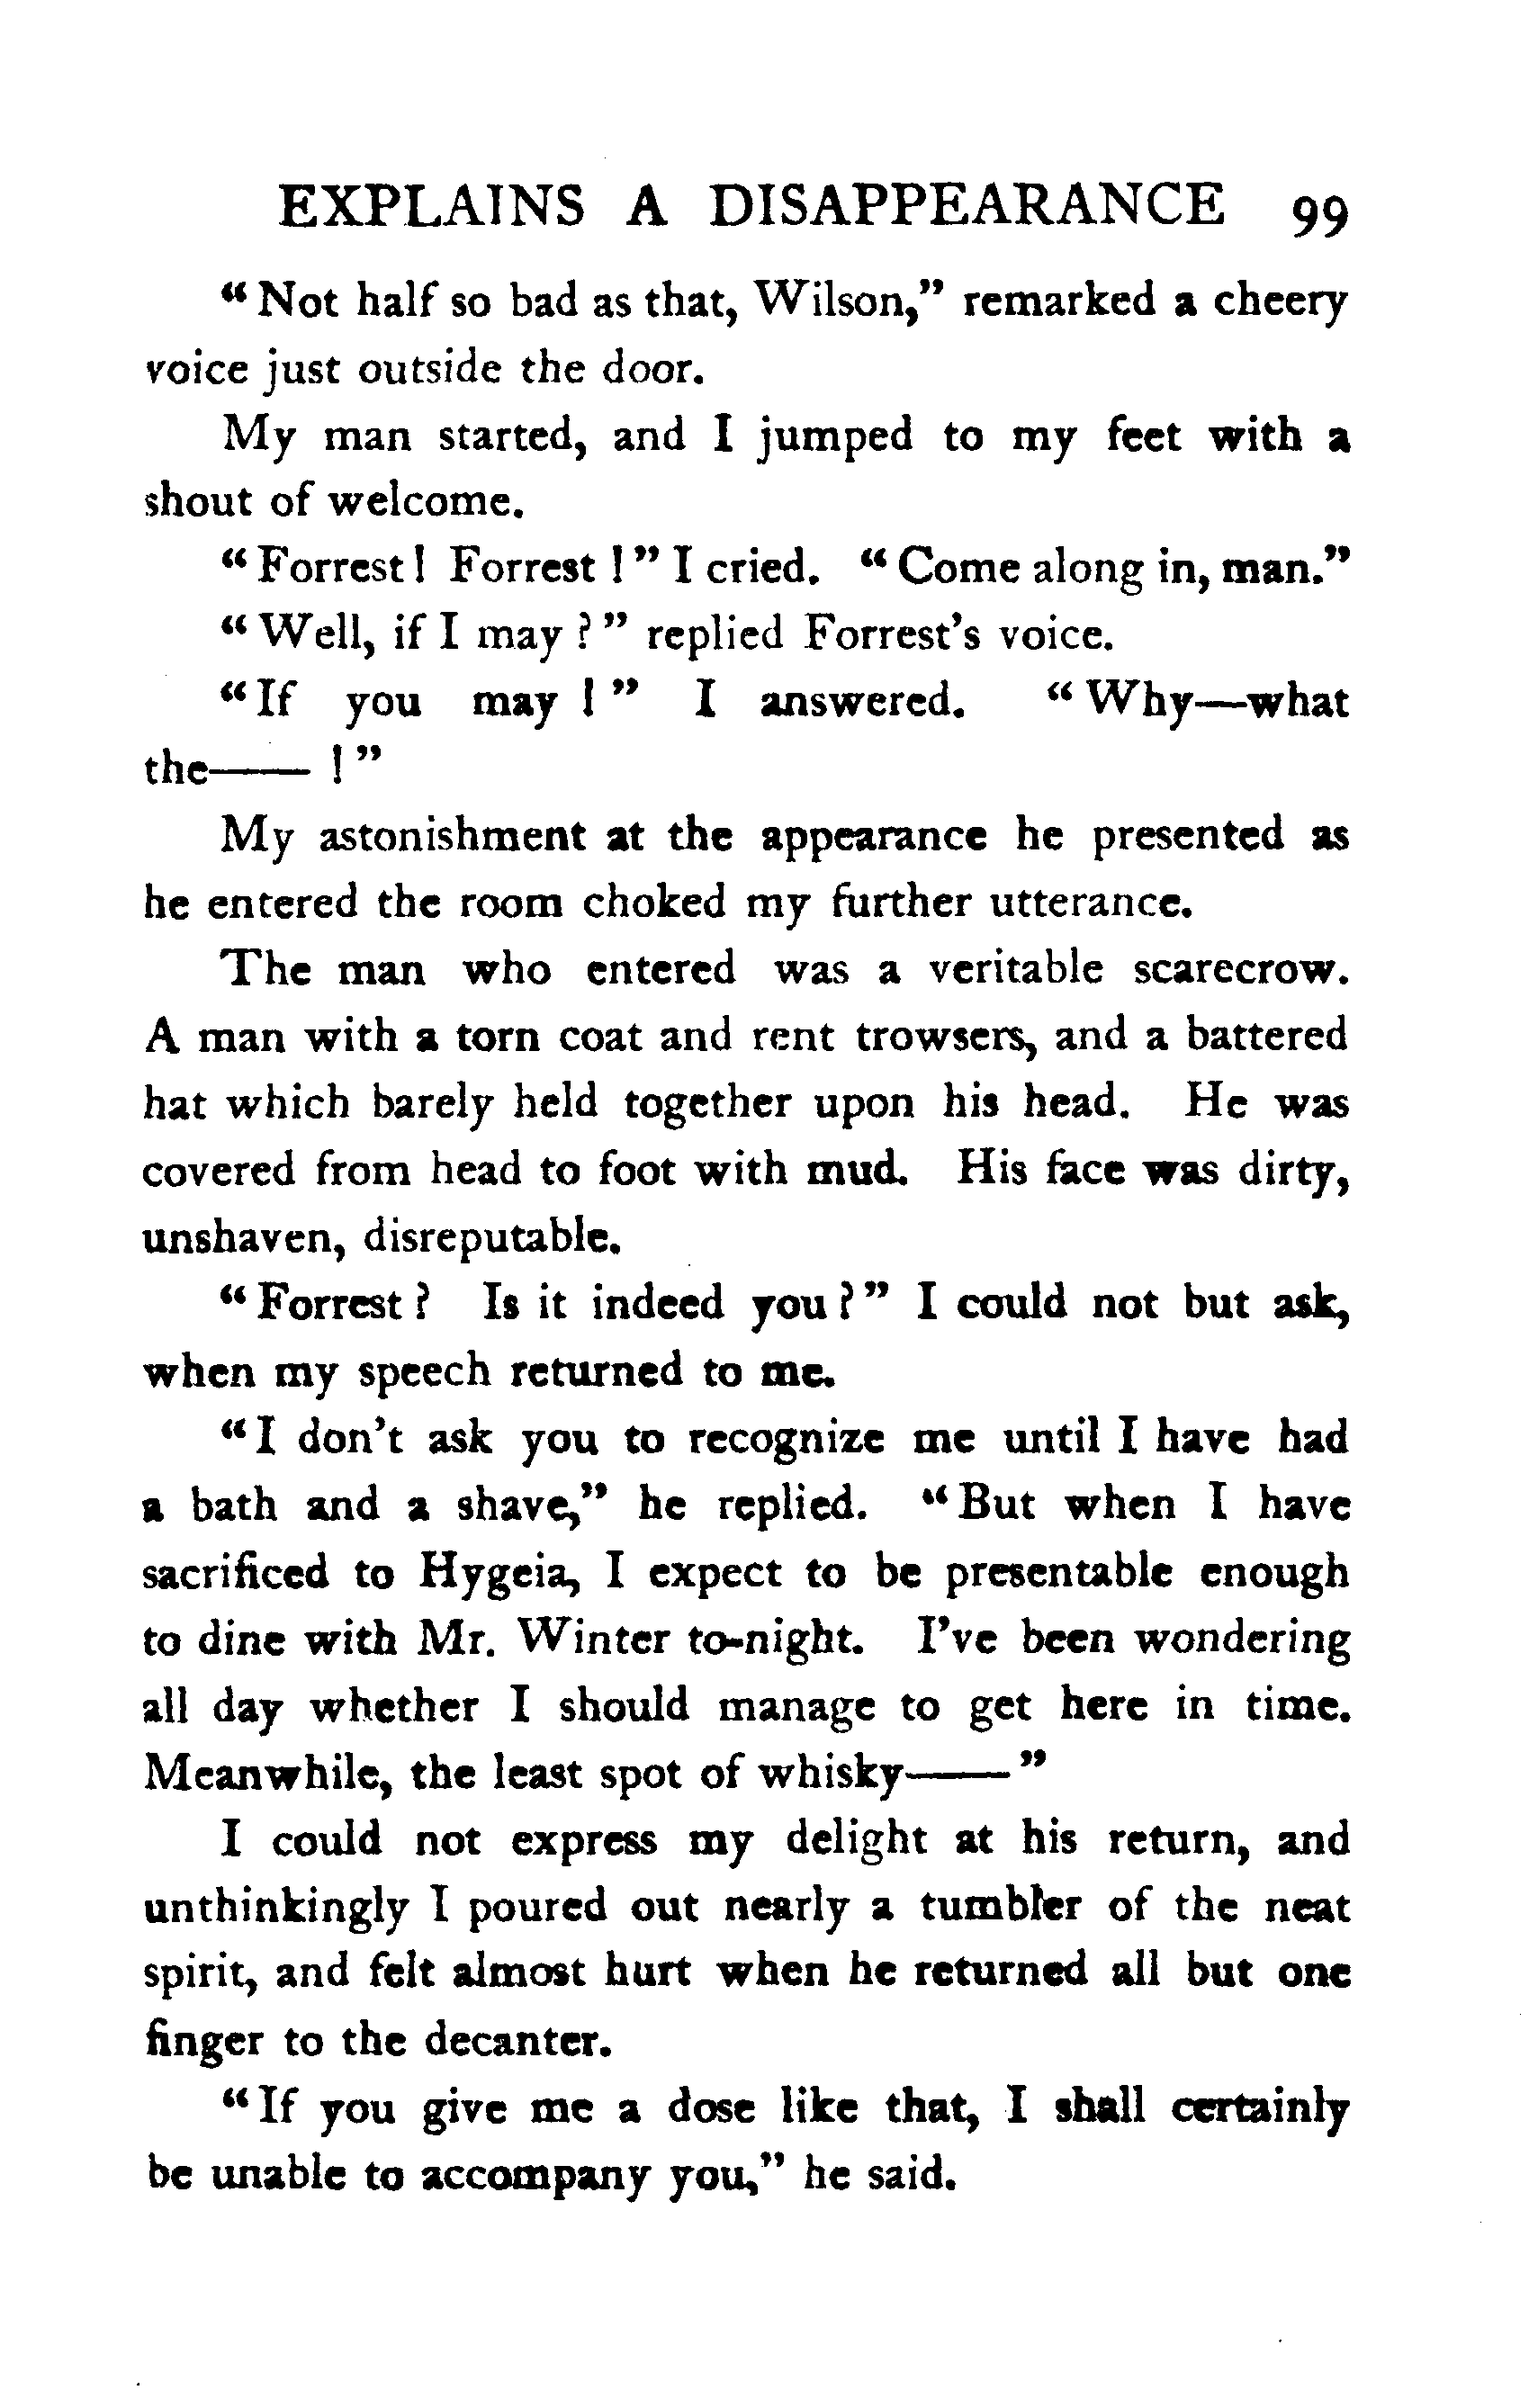 EXPLAINS A DISAPPEARANCE 99
“Not half so bad as that, Wilson,” remarked a cheery
voice just outside the door.
My man started, and I jumped to my feet with a
shout of welcome.
“Forrest! Forrest!” I cried. “Come along in, man.”
“Well, if I may?” replied Forrest’s voice.
“If you may!” I answered. “Why—what
the——!”
My astonishment at the appearance he presented as
he entered the room choked my further utterance.
The man who entered was a veritable scarecrow.
A man with a torn coat and rent trowsers, and a battered
hat which barely held together upon his head. He was
covered from head to foot with mud. His face was dirty,
unshaven, disreputable.
“Forrest? Is it indeed you?” I could not but ask,
when my speech returned to me.
“I don’t ask you to recognize me until I have had
a bath and a shave,” he replied. “But when I have
sacrificed to Hygeia, I expect to be presentable enough
to dine with Mr. Winter to-night. I’ve been wondering
all day whether I should manage to get here in time.
Meanwhile, the least spot of whisky——”
I could not express my delight at his return, and
unthinkingly I poured out nearly a tumbler of the neat
spirit, and felt almost hurt when he returned all but one
finger to the decanter.
“If you give me a dose like that, I shall certainly
be unable to accompany you,” he said.